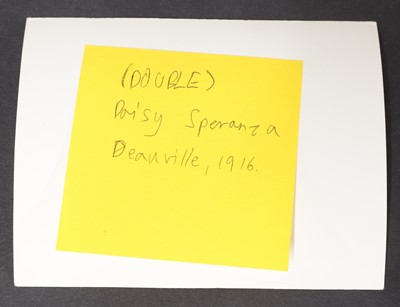 (DOUBLE)
Daisy Speranza
Deauville, 1916.